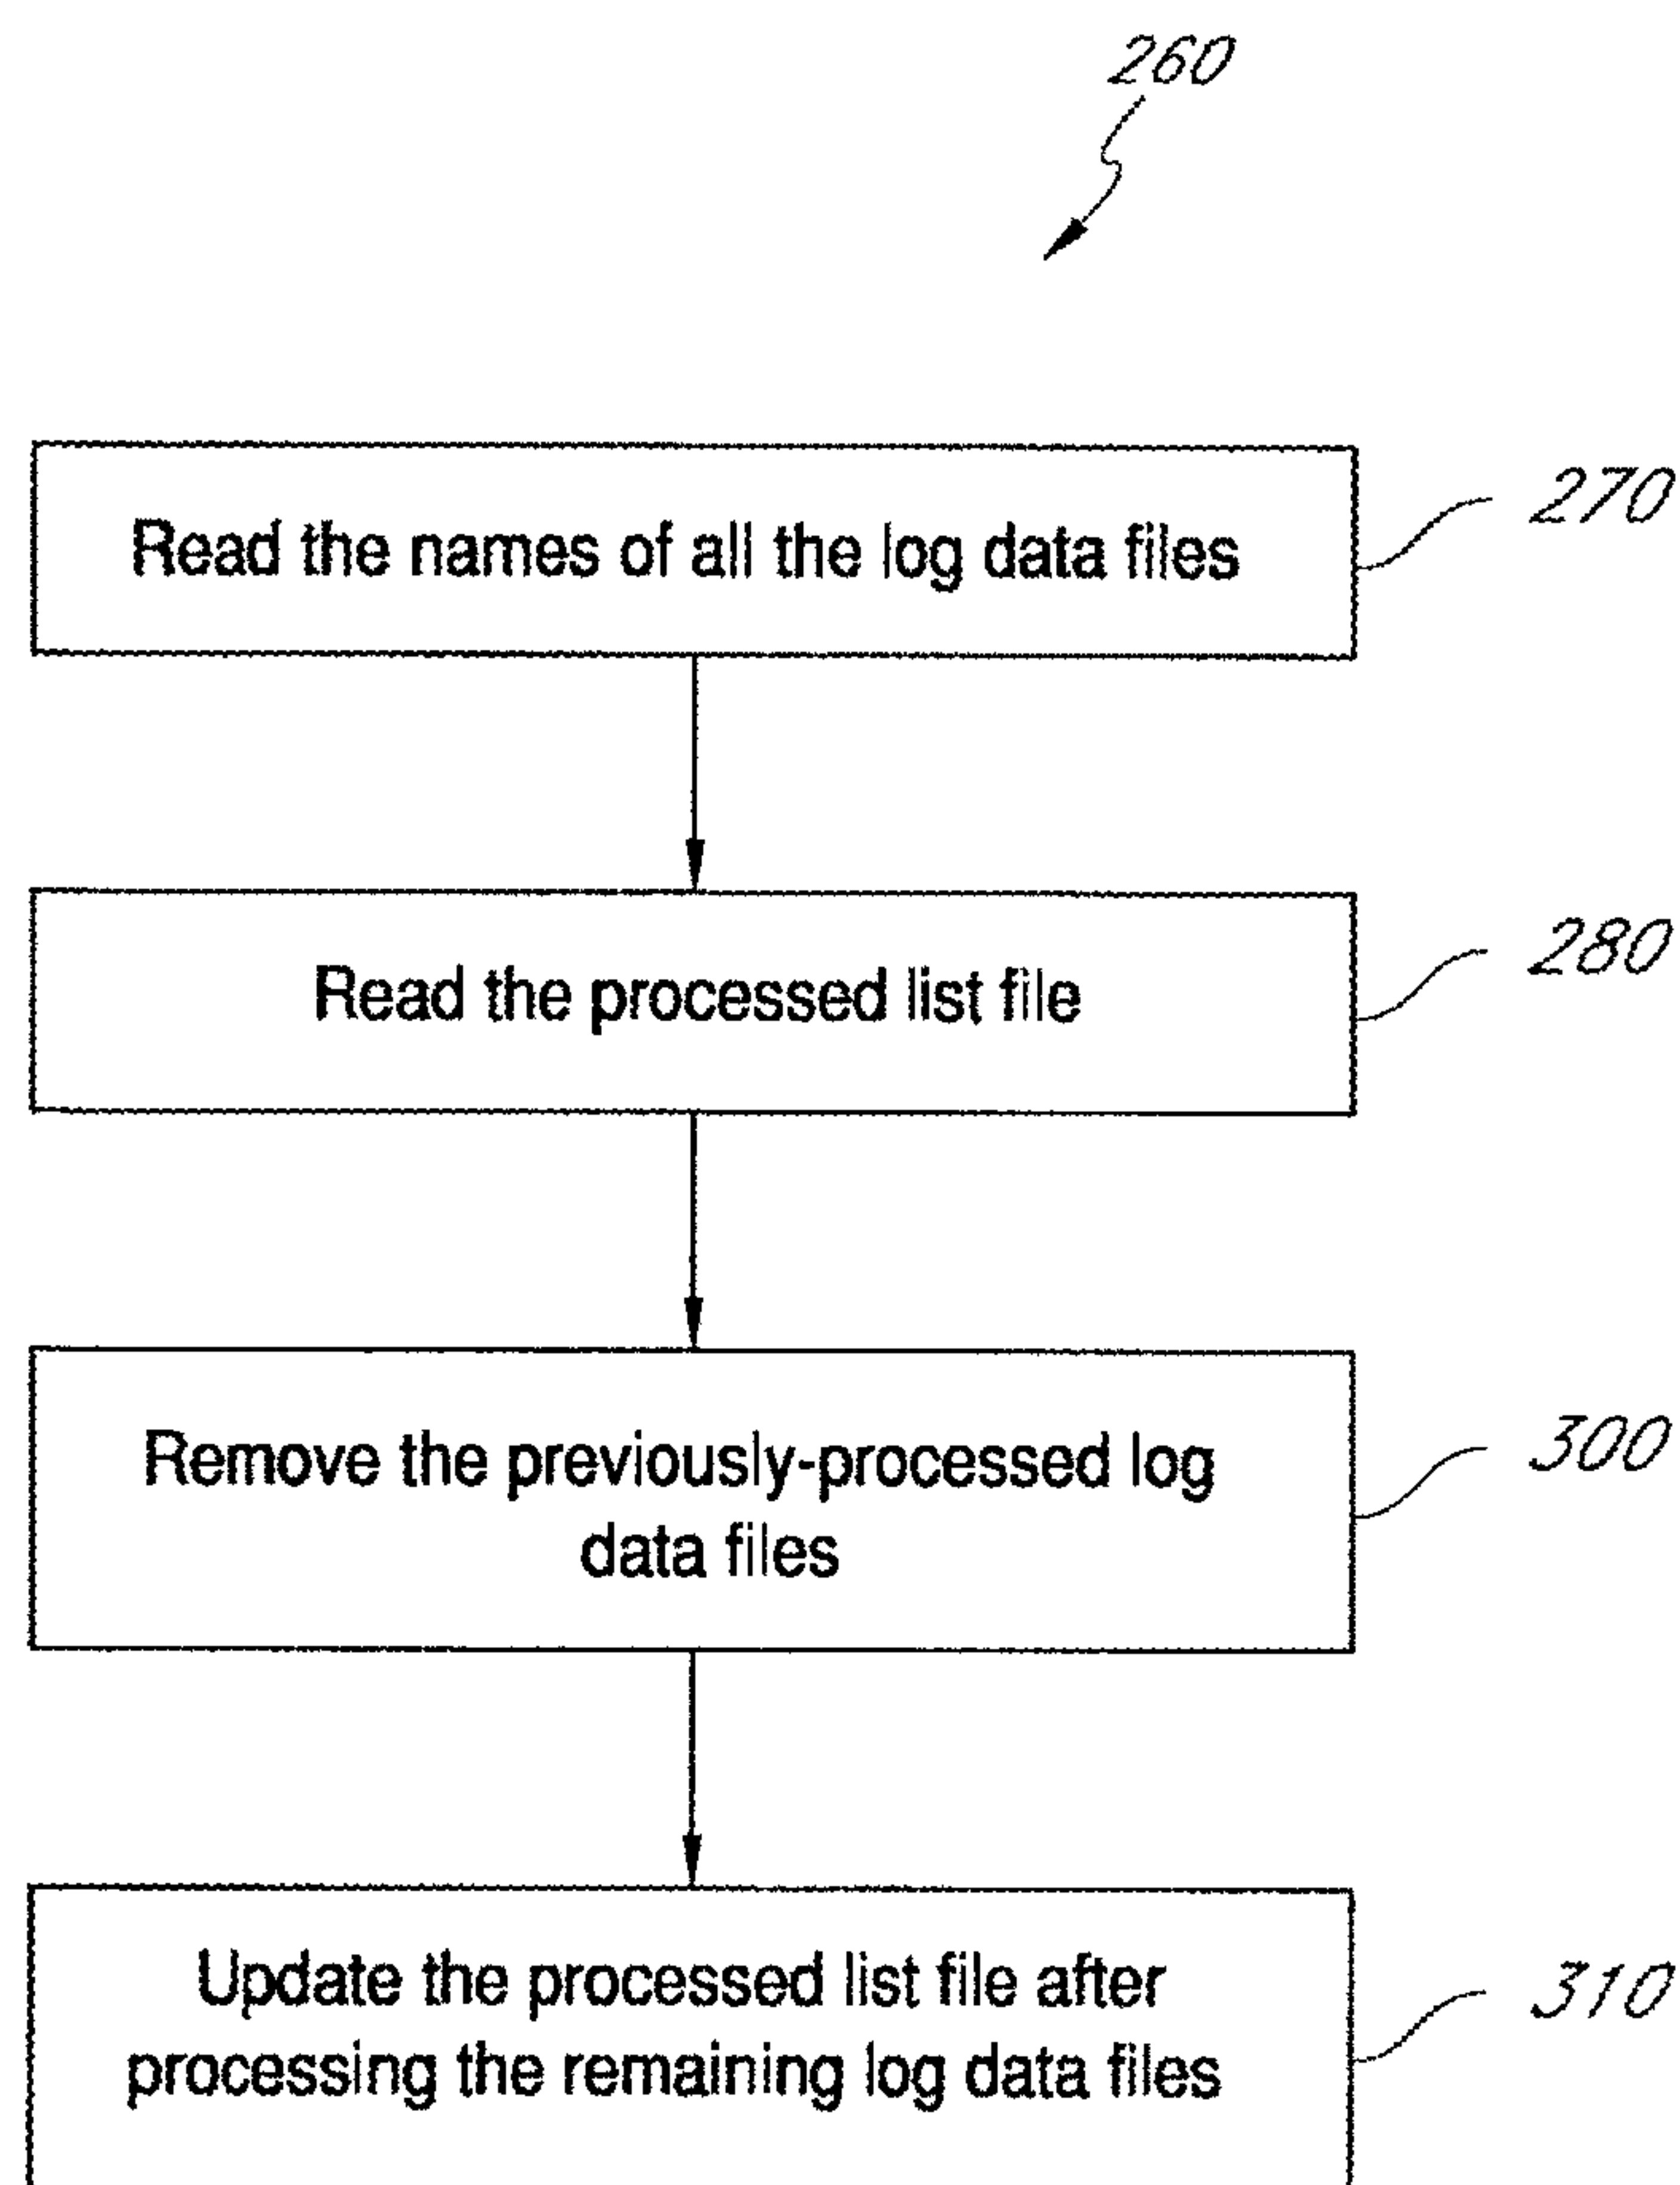 260
Read the names of all the log data files
270
Read the processed list file
280
Remove the previously-processed log
data files
300
Update the processed list file after
processing the remaining log data files
310